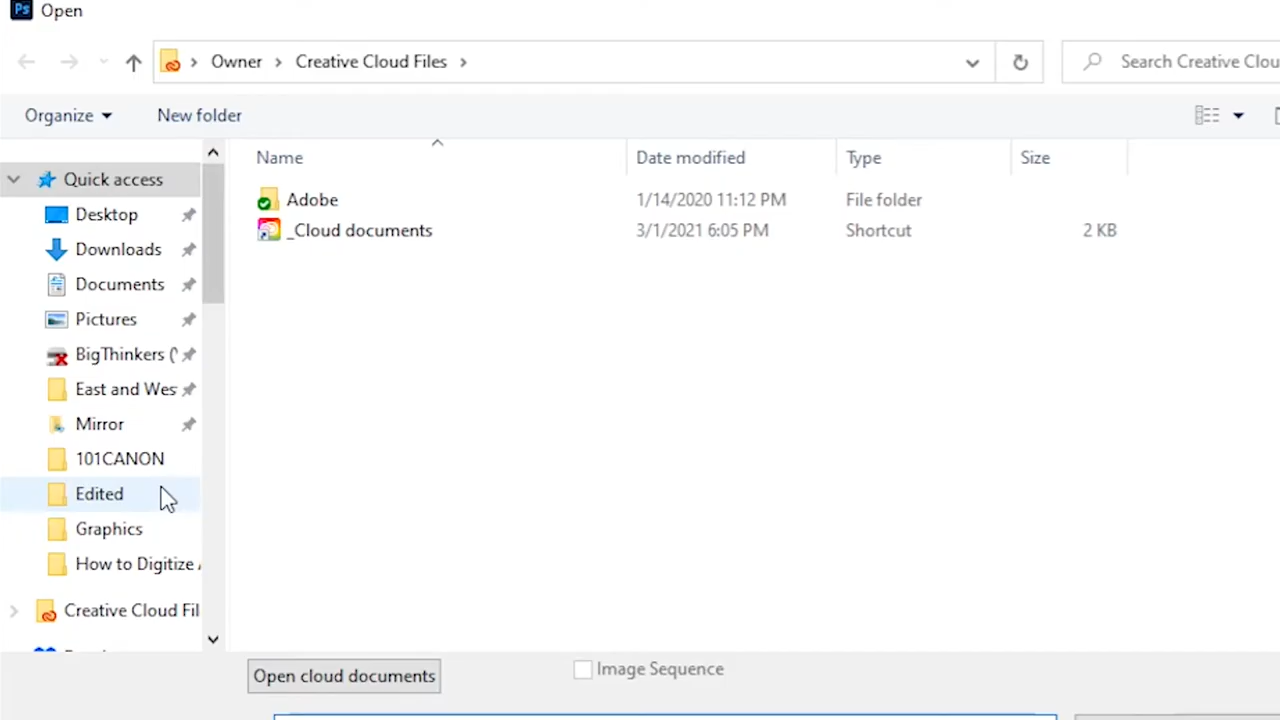 Ps Open
Owner Creative Cloud Files
Search Creative Clou
Organize New folder
Name Date modified Type Size
Quick access
Desktop
Downloads
Documents
Pictures
BigThinkers (
East and Wes
Mirror
101CANON
Edited
Graphics
How to Digitize
Creative Cloud Fil
Adobe 1/14/2020 11:12 PM File folder
_Cloud documents 3/1/2021 6:05 PM Shortcut 2 KB
Open cloud documents
Image Sequence